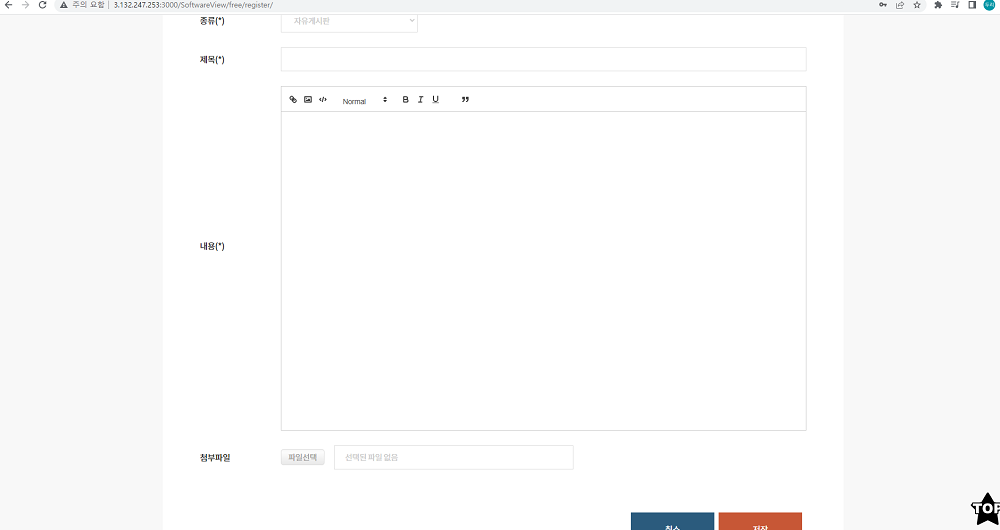 주의 요함 3.132.247.253:3000/SoftwareView/free/register/
종류(*) 자유게시판
제목(*)
Normal B I U
내용(*)
첨부파일 파일선택 선택된 파일 없음
TOP
취소 저장